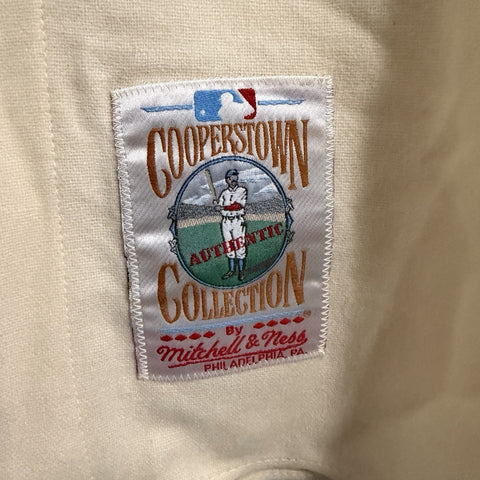 COOPERSTOWN
AUTHENTIC
COLLECTION®
By
Mitchell & Ness
PHILADELPHIA, PA.